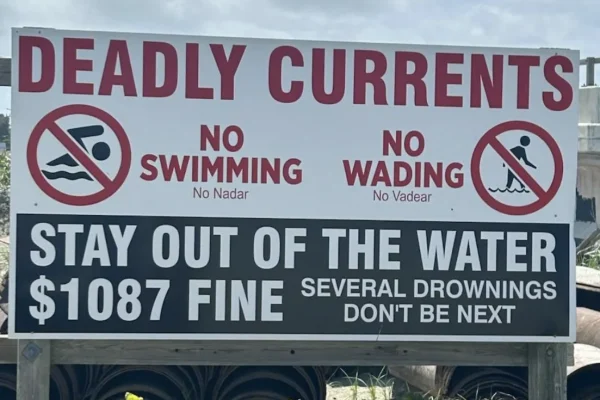 DEADLY CURRENTS
NO
SWIMMING
No Nadar
NO
WADING
No Vadear
STAY OUT OF THE WATER
$1087 FINE
SEVERAL DROWNINGS
DON'T BE NEXT